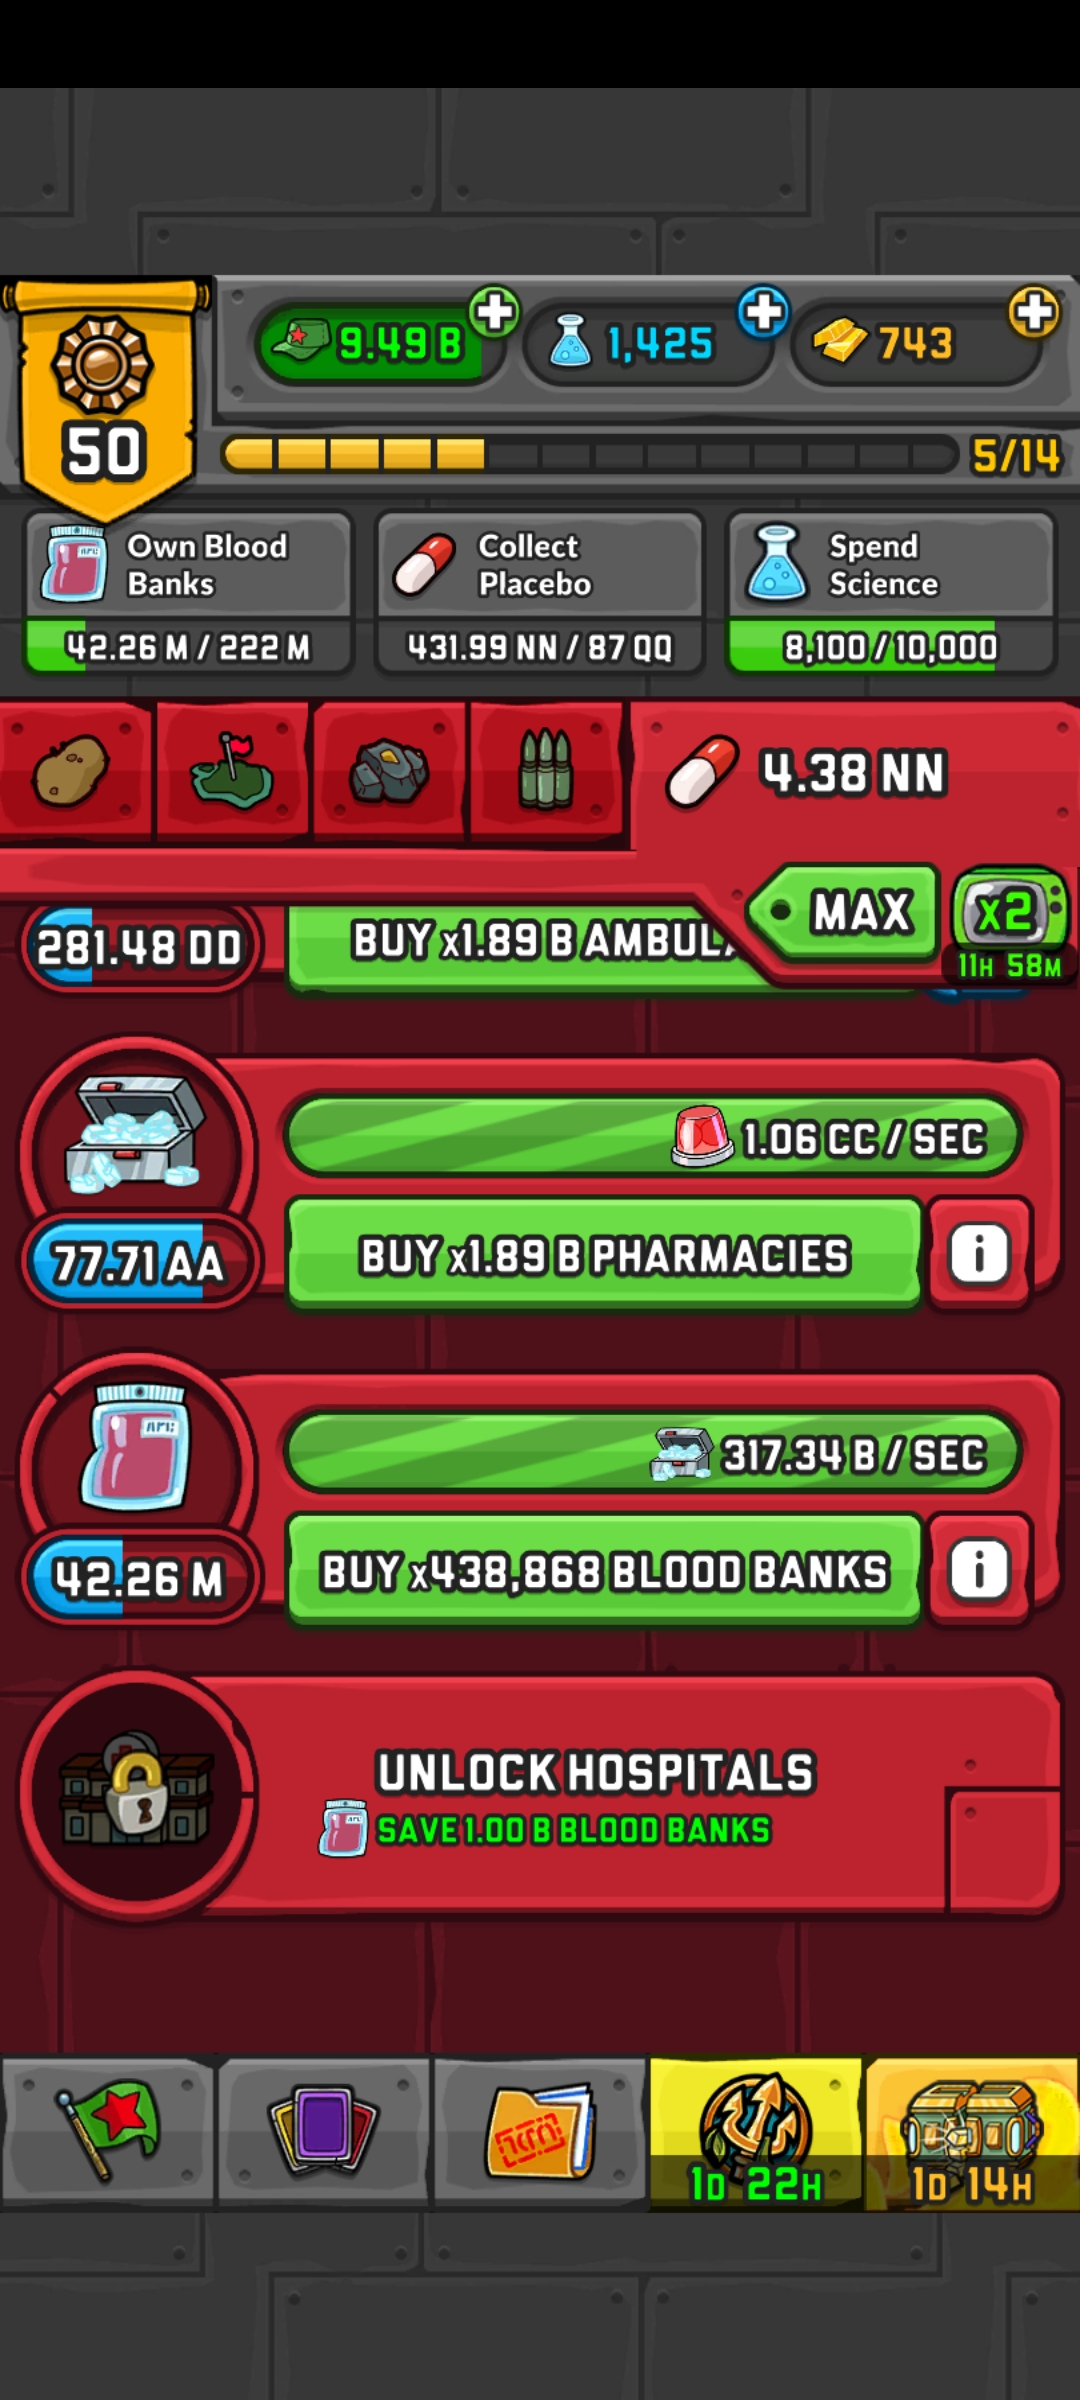 9.49 B
1,425
743
50
5/14
Own Blood
Banks
42.26 M / 222 M
Collect
Placebo
431.99 NN / 87 QQ
Spend
Science
8,100 / 10,000
4.38 NN
MAX
X2
11H 58M
281.48 DD
BUY x1.89 B
1.06 CC / SEC
77.71 AA
BUY x1.89 B PHARMACIES
i
317.34 B / SEC
42.26 M
BUY x438,868 BLOOD BANKS
i
UNLOCK HOSPITALS
SAVE 1.00 B BLOOD BANKS
1D 22H
1D 14H